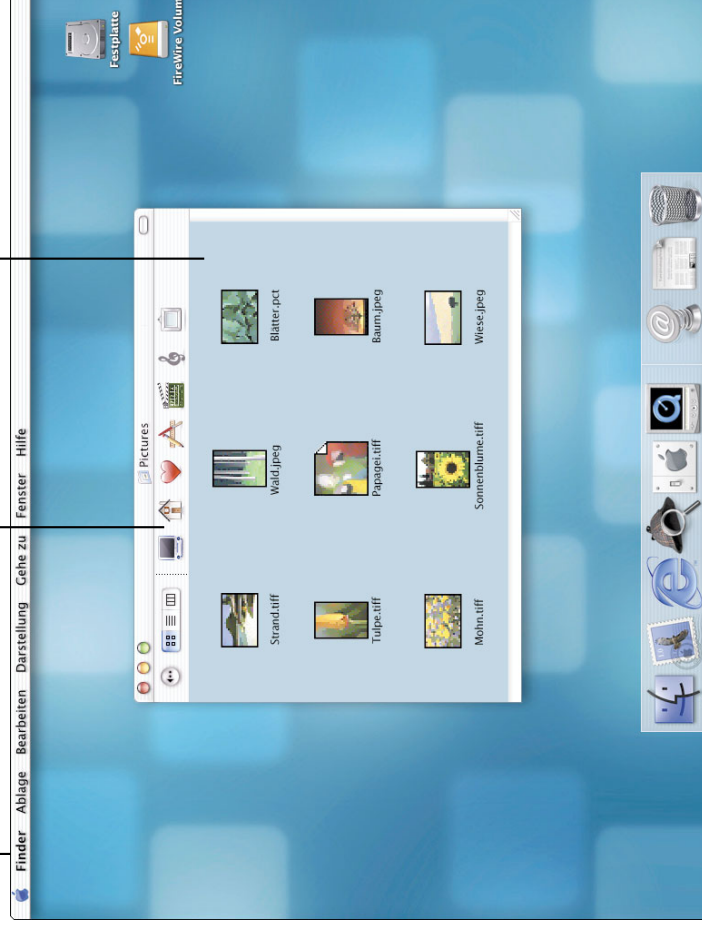 Finder Ablage Bearbeiten Darstellung Gehe zu Fenster Hilfe
Festplatte
FireWire Volum
Pictures
Strand.tiff Wald.jpeg Blätter.pct
Tulpe.tiff Papagei.tiff Baum.jpeg
Mohn.tiff Sonnenblume.tiff Wiese.jpeg